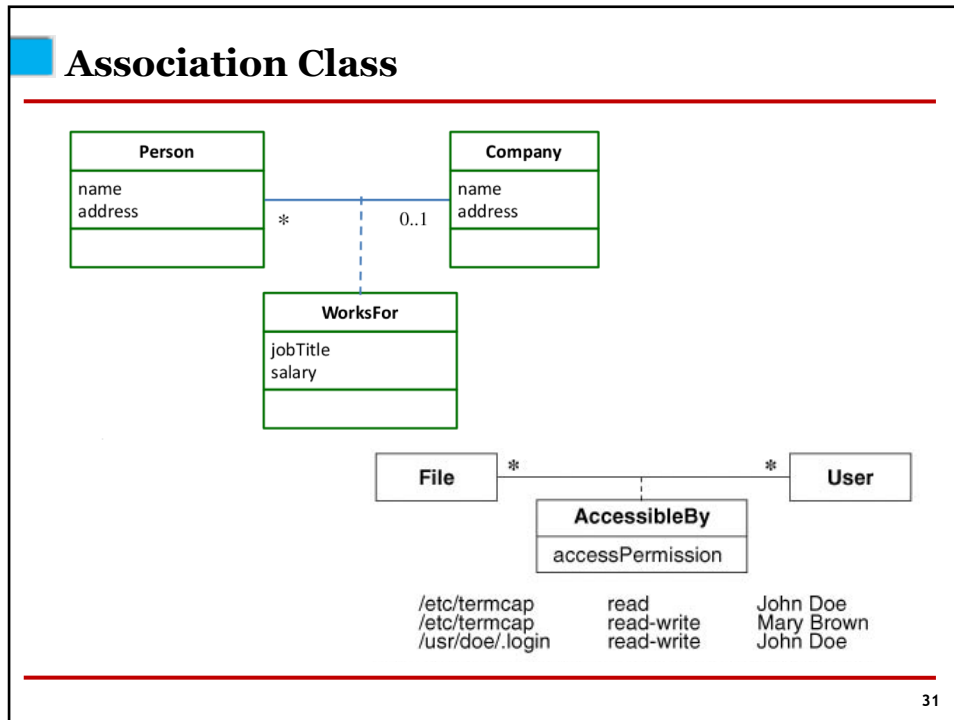 Association Class
Person
name
address
Company
name
address
*
0..1
WorksFor
jobTitle
salary
File
*
*
User
AccessibleBy
accessPermission
/etc/termcap read John Doe
/etc/termcap read-write Mary Brown
/usr/doe/.login read-write John Doe
31